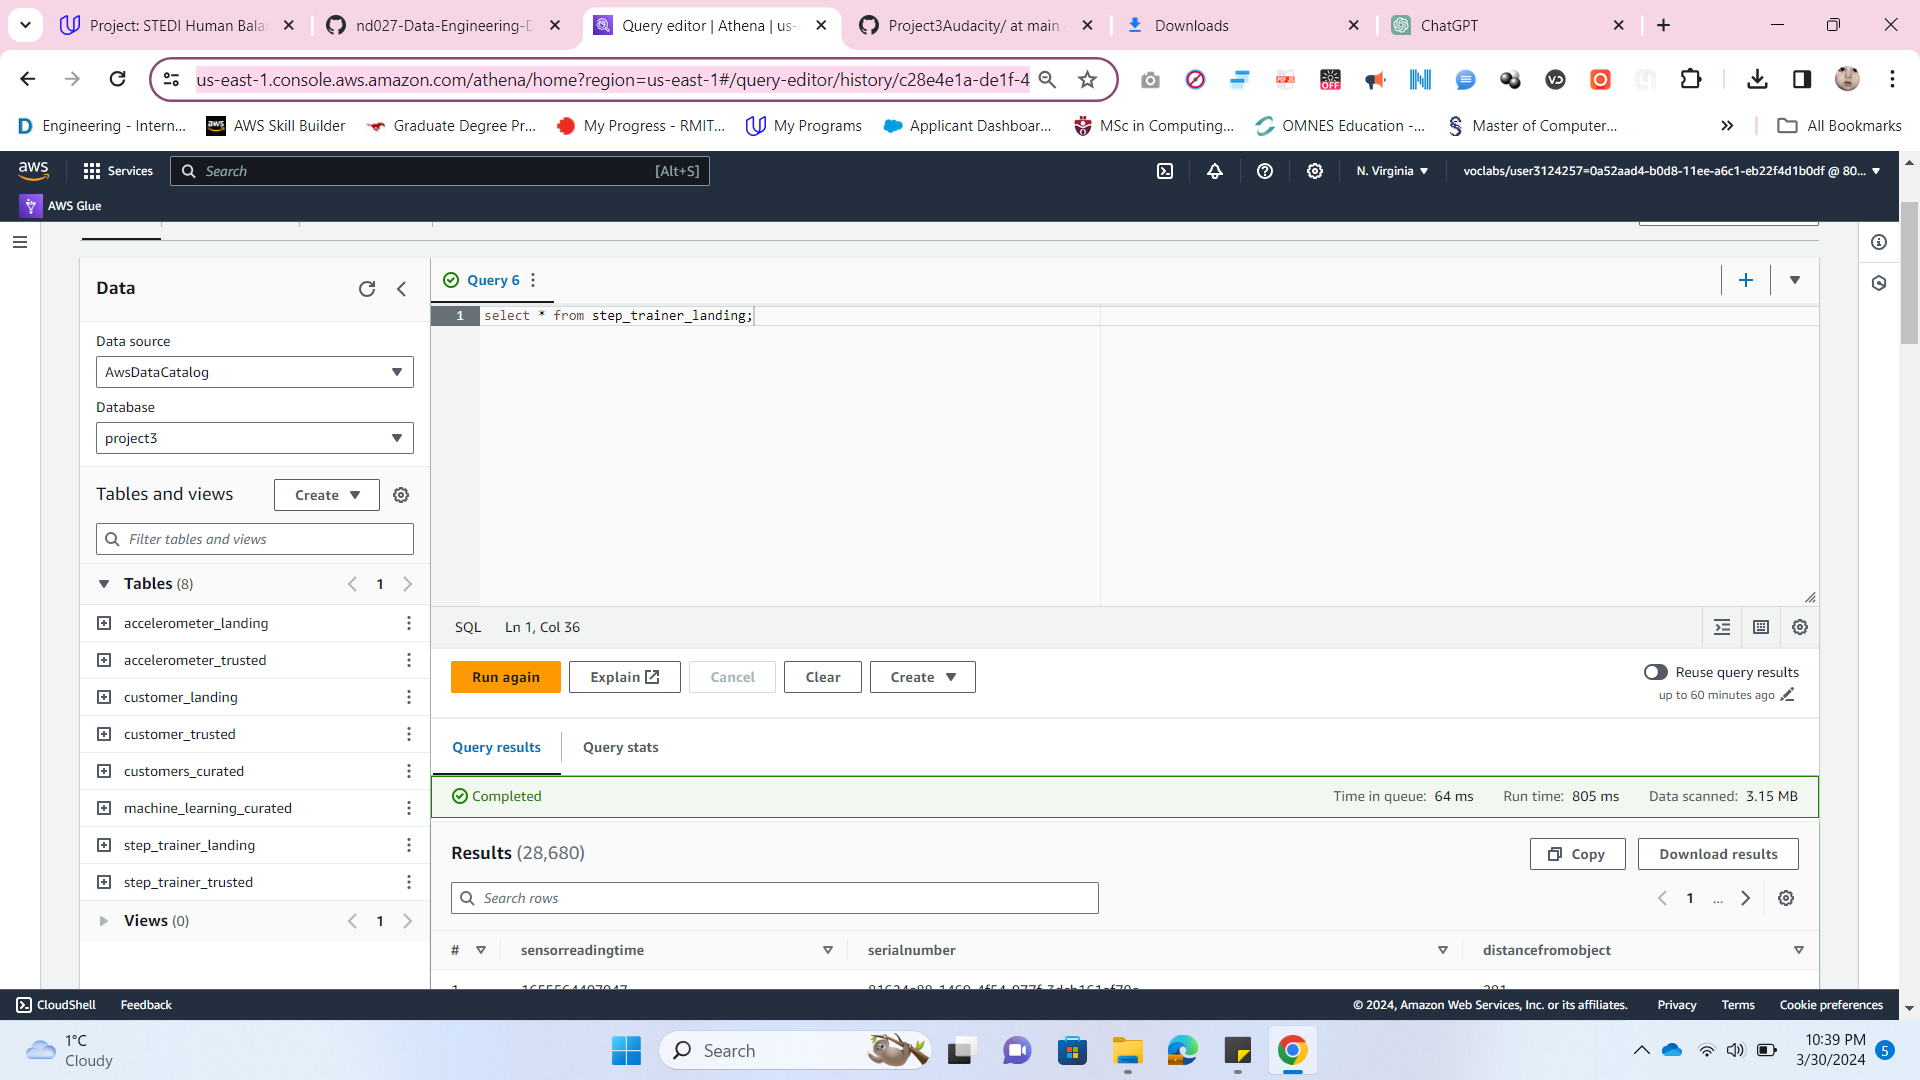 Project: STEDI Human Bala
nd027-Data-Engineering-D
Query editor | Athena | us-
Project3Audacity/ at main
Downloads
ChatGPT
us-east-1.console.aws.amazon.com/athena/home?region=us-east-1#/query-editor/history/c28e4e1a-de1f-4
Engineering - Intern...
AWS Skill Builder
Graduate Degree Pr...
My Progress - RMIT...
My Programs
Applicant Dashboar...
MSc in Computing...
OMNES Education -...
Master of Computer...
All Bookmarks
aws
Services
Search
[Alt+S]
N. Virginia
voclabs/user3124257=0a52aad4-b0d8-11ee-a6c1-eb22f4d1b0df @ 80...
AWS Glue
Data
Query 6
1 select * from step_trainer_landing;
Data source
AwsDataCatalog
Database
project3
Tables and views
Create
Filter tables and views
Tables (8)
1
accelerometer_landing
accelerometer_trusted
customer_landing
customer_trusted
customers_curated
machine_learning_curated
step_trainer_landing
step_trainer_trusted
Views (0)
1
SQL
Ln 1, Col 36
Run again
Explain
Cancel
Clear
Create
Reuse query results
up to 60 minutes ago
Query results
Query stats
Completed
Time in queue: 64 ms
Run time: 805 ms
Data scanned: 3.15 MB
Results (28,680)
Copy
Download results
Search rows
1
...
#
sensorreadingtime
serialnumber
distancefromobject
CloudShell
Feedback
© 2024, Amazon Web Services, Inc. or its affiliates.
Privacy
Terms
Cookie preferences
1°C
Cloudy
Search
10:39 PM
3/30/2024
5